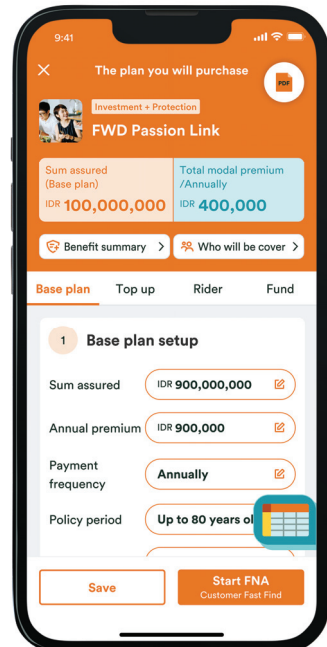 9:41
The plan you will purchase
PDF
Investment + Protection
FWD Passion Link
Sum assured
(Base plan)
IDR 100,000,000
Total modal premium
/Annually
IDR 400,000
Benefit summary
Who will be cover
Base plan Top up Rider Fund
1 Base plan setup
Sum assured IDR 900,000,000
Annual premium IDR 900,000
Payment
frequency
Annually
Policy period Up to 80 years ol
Save
Start FNA
Customer Fast Find